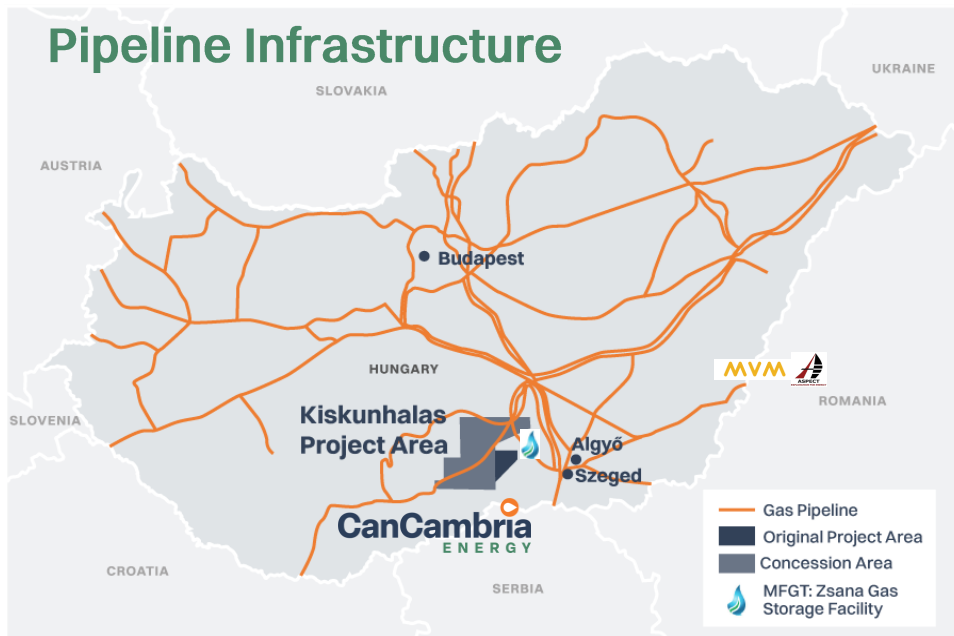 Pipeline Infrastructure
UKRAINE
SLOVAKIA
AUSTRIA
Budapest
HUNGARY
MVM
ASPECT
ROMANIA
Kiskunhalas
Project Area
SLOVENIA
Algyő
Szeged
CanCambria
ENERGY
CROATIA
SERBIA
Gas Pipeline
Original Project Area
Concession Area
MFGT: Zsana Gas
Storage Facility